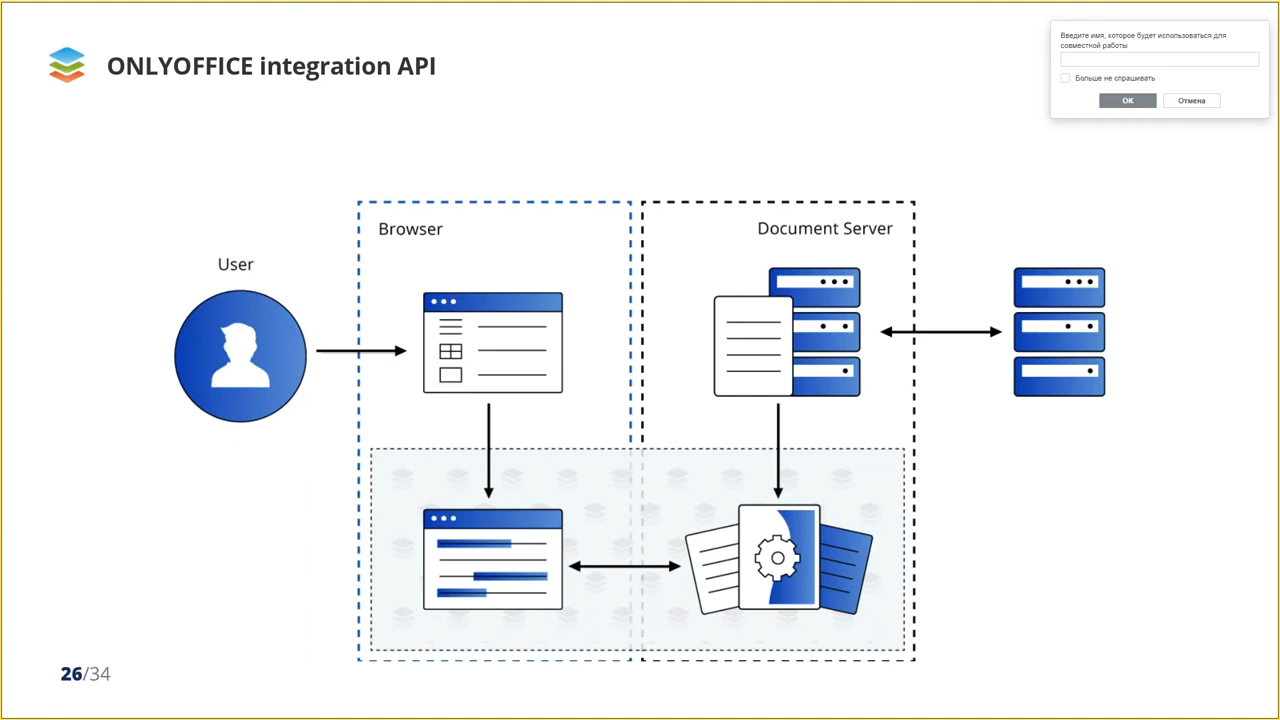 ONLYOFFICE integration API
Введите имя, которое будет использоваться для
совместной работы
Больше не спрашивать
OK
Отмена
Browser
Document Server
User
26/34